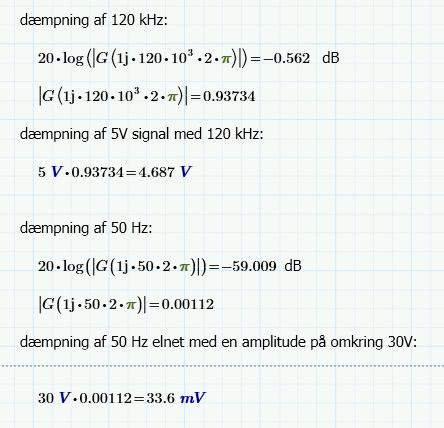 dæmpning af 120 kHz:
20·log(|G(1j·120·10³·2·π)|)=−0.562 dB
|G(1j·120·10³·2·π)|=0.93734
dæmpning af 5V signal med 120 kHz:
5 V·0.93734=4.687 V
dæmpning af 50 Hz:
20·log(|G(1j·50·2·π)|)=−59.009 dB
|G(1j·50·2·π)|=0.00112
dæmpning af 50 Hz elnet med en amplitude på omkring 30V:
30 V·0.00112=33.6 mV